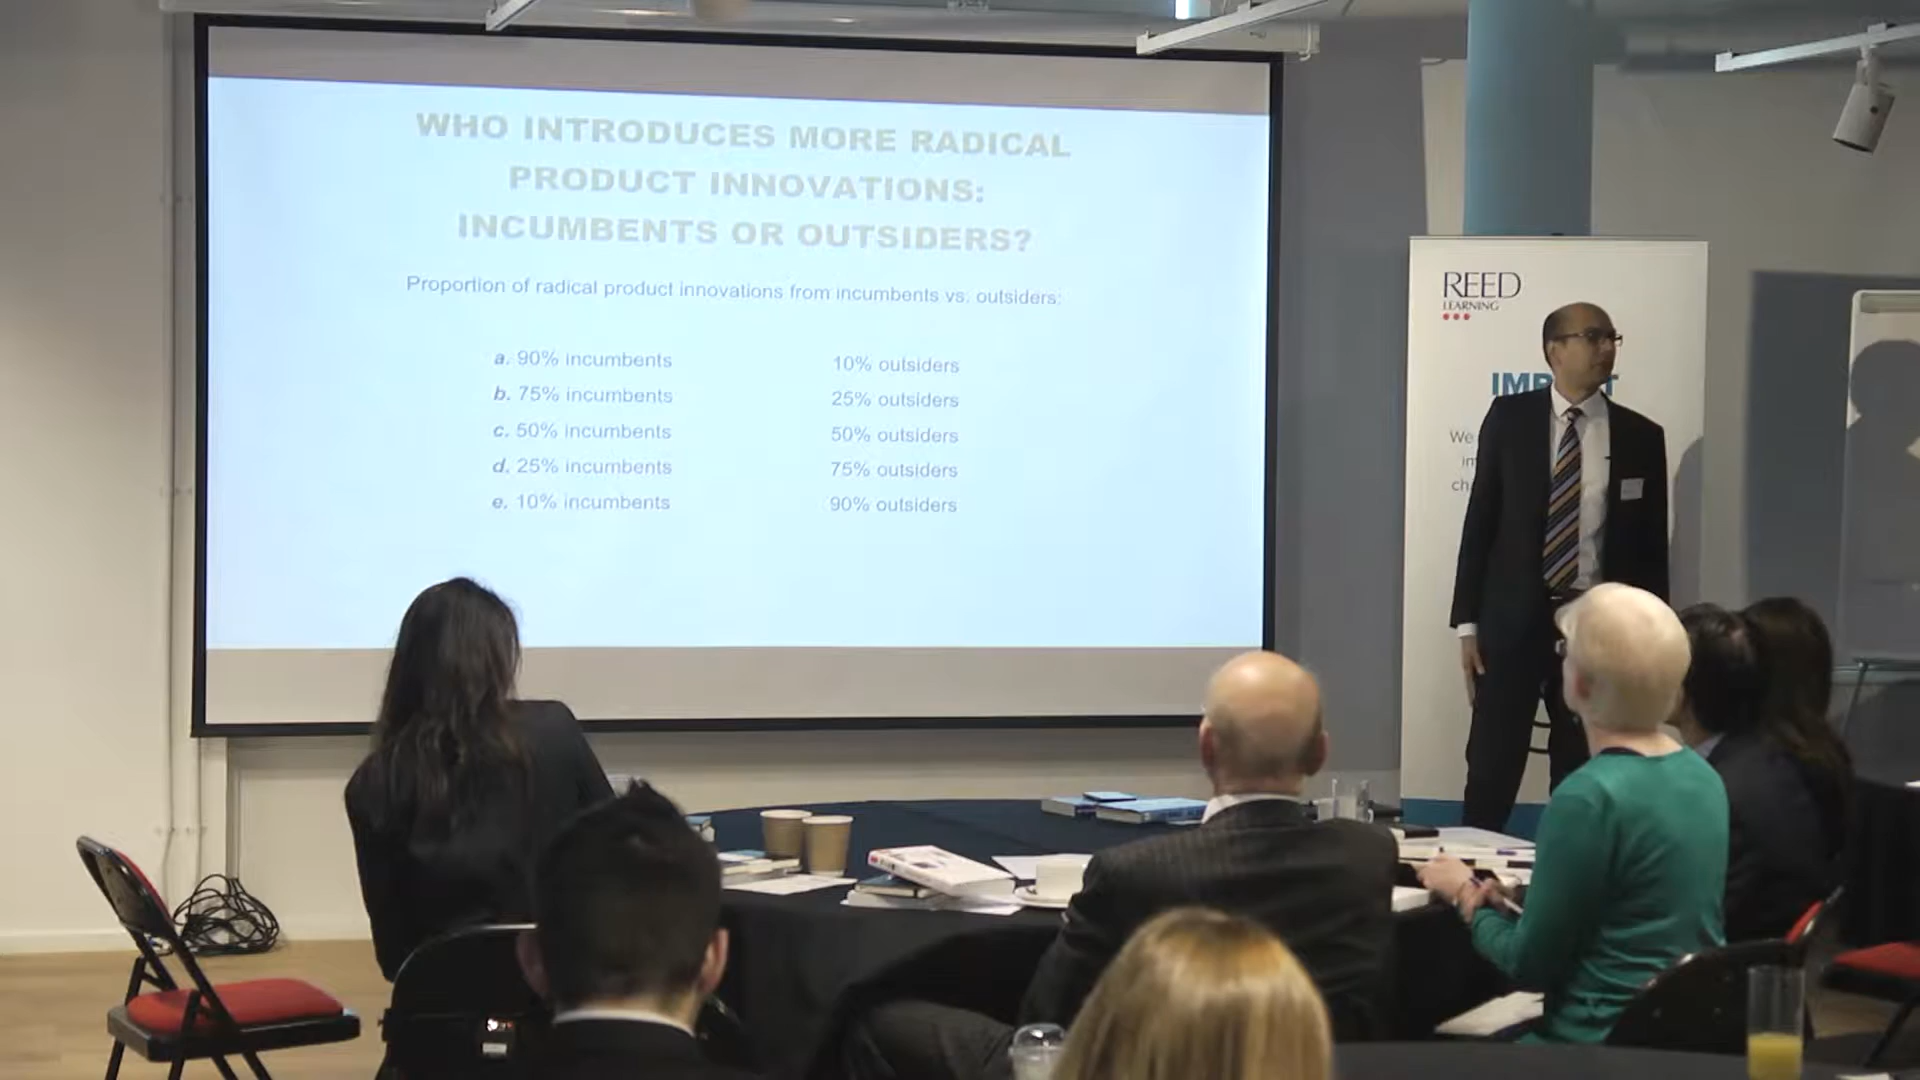 WHO INTRODUCES MORE RADICAL
PRODUCT INNOVATIONS:
INCUMBENTS OR OUTSIDERS?
Proportion of radical product innovations from incumbents vs. outsiders:
a. 90% incumbents 10% outsiders
b. 75% incumbents 25% outsiders
c. 50% incumbents 50% outsiders
d. 25% incumbents 75% outsiders
e. 10% incumbents 90% outsiders
REED
LEARNING
We